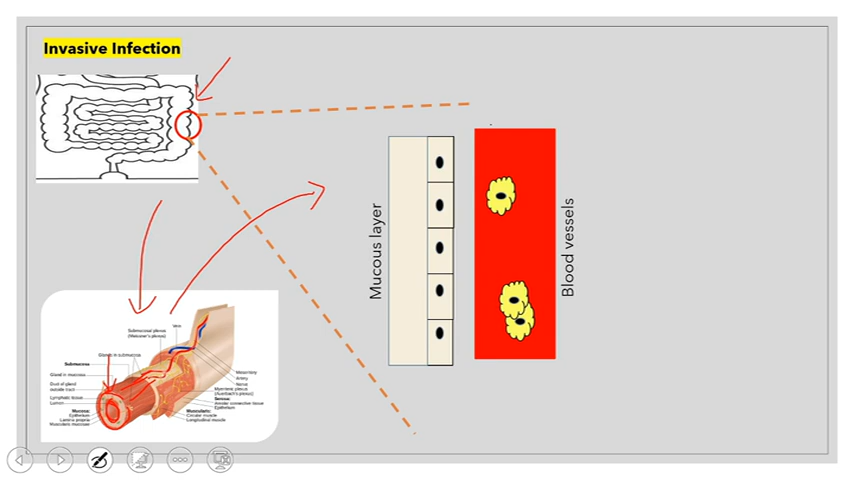 Invasive Infection
Mucous layer
Blood vessels
Vein
Submucosal plexus
(Meissner's plexus)
Glands in submucosa
Submucosa:
Gland in mucosa
Duct of gland
outside tract
Lymphatic tissue
Lumen
Mucosa:
Epithelium
Lamina propria
Muscularis mucosae
Mesentery
Artery
Nerve
Myenteric plexus
(Auerbach's plexus)
Serosa:
Areolar connective tissue
Epithelium
Muscularis:
Circular muscle
Longitudinal muscle